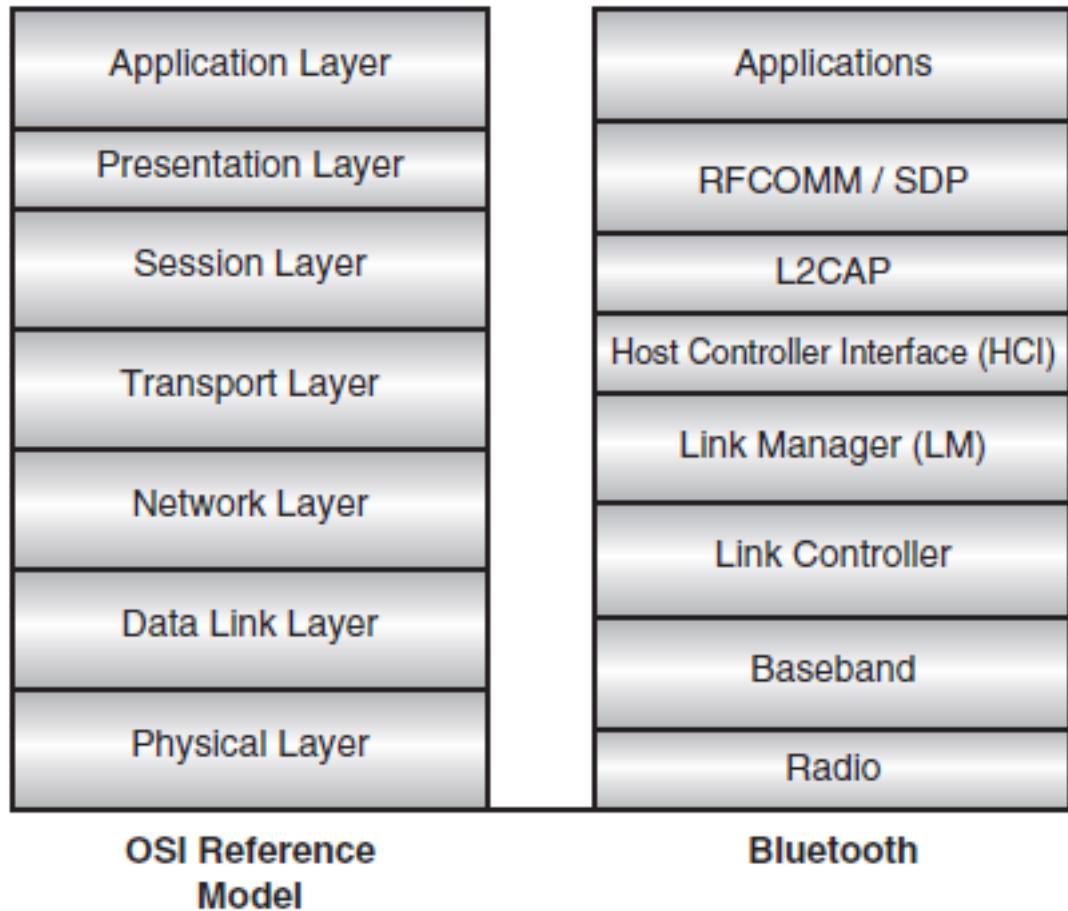 Application Layer
Presentation Layer
Session Layer
Transport Layer
Network Layer
Data Link Layer
Physical Layer
OSI Reference
Model
Applications
RFCOMM / SDP
L2CAP
Host Controller Interface (HCI)
Link Manager (LM)
Link Controller
Baseband
Radio
Bluetooth